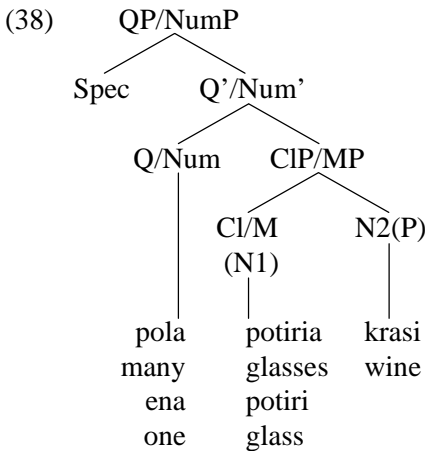 (38) QP/NumP
Spec Q’/Num’
Q/Num ClP/MP
Cl/M N2(P)
(N1)
pola potiria krasi
many glasses wine
ena potiri
one glass